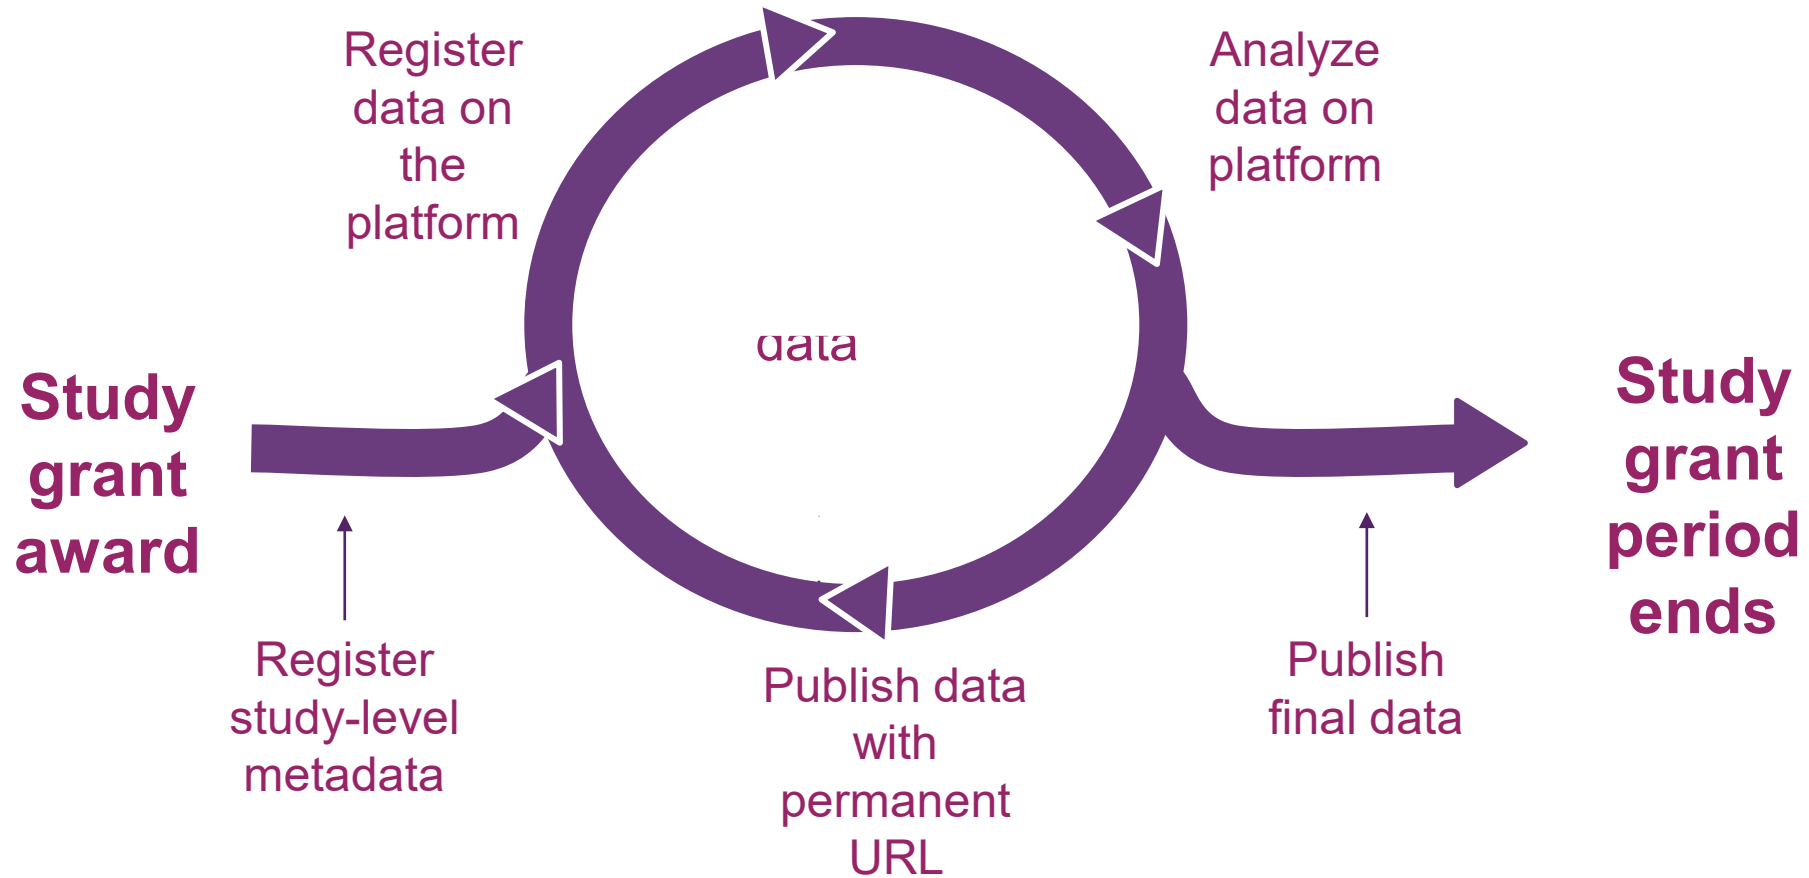 Study
grant
award
Register
study-level
metadata
Register
data on
the
platform
Analyze
data on
platform
data
Publish data
with
permanent
URL
Publish
final data
Study
grant
period
ends